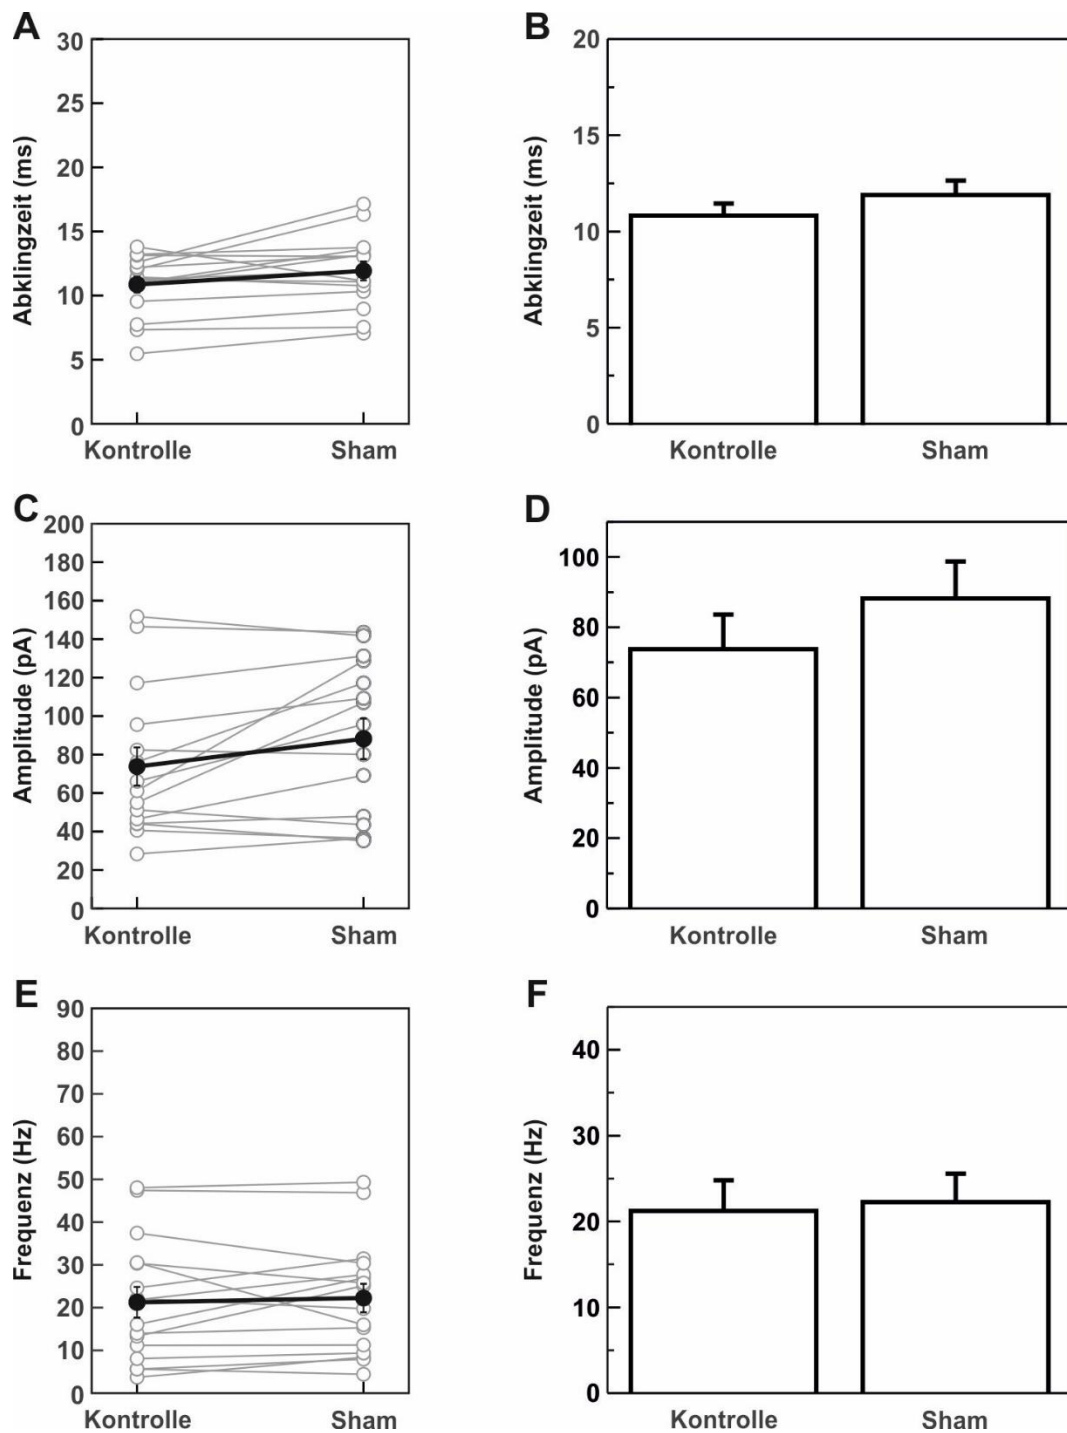 A
B
30
25
20
15
10
5
0
Abklingzeit (ms)
Kontrolle
Sham
20
15
10
5
0
Abklingzeit (ms)
Kontrolle
Sham
C
D
200
180
160
140
120
100
80
60
40
20
0
Amplitude (pA)
Kontrolle
Sham
100
80
60
40
20
0
Amplitude (pA)
Kontrolle
Sham
E
F
90
80
70
60
50
40
30
20
10
0
Frequenz (Hz)
Kontrolle
Sham
40
30
20
10
0
Frequenz (Hz)
Kontrolle
Sham